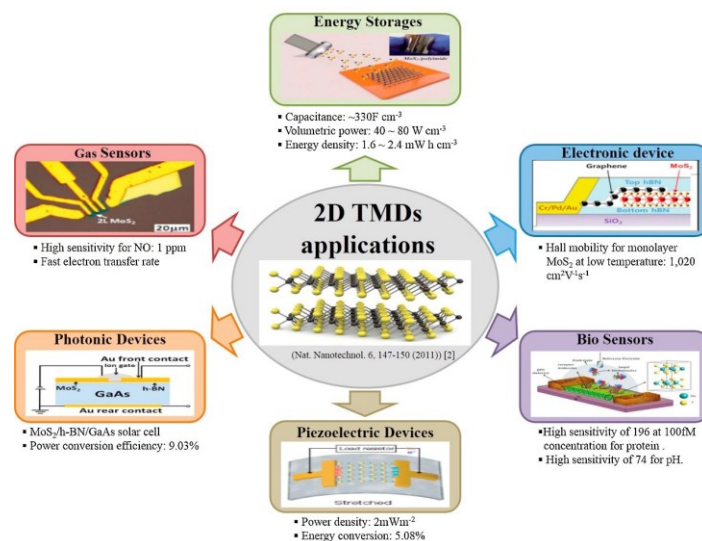 Energy Storages
MoS₂/polyimide
▪ Capacitance: ~330F cm⁻³
▪ Volumetric power: 40 ~ 80 W cm⁻³
▪ Energy density: 1.6 ~ 2.4 mW h cm⁻³
Gas Sensors
2L MoS₂
20μm
▪ High sensitivity for NO: 1 ppm
▪ Fast electron transfer rate
Electronic device
Graphene
MoS₂
Top hBN
Cr/Pd/Au
Bottom hBN
SiO₂
▪ Hall mobility for monolayer
MoS₂ at low temperature: 1,020
cm²V⁻¹s⁻¹
2D TMDs
applications
(Nat. Nanotechnol. 6, 147-150 (2011)) [2]
Photonic Devices
Au front contact
Ion gate
MoS₂
h-BN
GaAs
Au rear contact
▪ MoS₂/h-BN/GaAs solar cell
▪ Power conversion efficiency: 9.03%
Bio Sensors
▪High sensitivity of 196 at 100fM
concentration for protein .
▪ High sensitivity of 74 for pH.
Piezoelectric Devices
Load resistor
e⁻
Stretched
▪ Power density: 2mWm⁻²
▪ Energy conversion: 5.08%